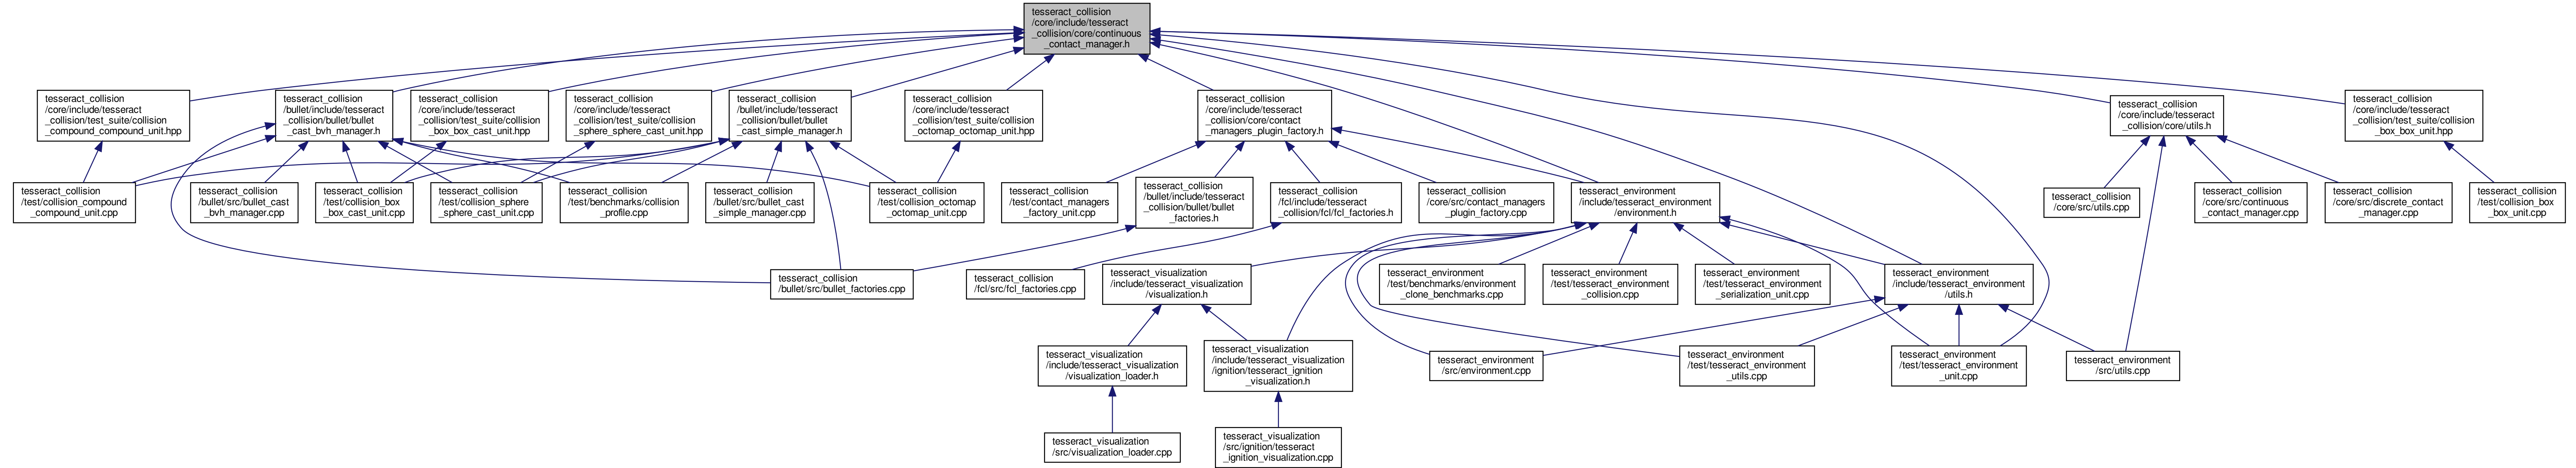 tesseract_collision
/core/include/tesseract
_collision/core/continuous
_contact_manager.h
tesseract_collision
/core/include/tesseract
_collision/test_suite/collision
_compound_compound_unit.hpp
tesseract_collision
/bullet/include/tesseract
_collision/bullet/bullet
_cast_bvh_manager.h
tesseract_collision
/core/include/tesseract
_collision/test_suite/collision
_box_box_cast_unit.hpp
tesseract_collision
/core/include/tesseract
_collision/test_suite/collision
_sphere_sphere_cast_unit.hpp
tesseract_collision
/bullet/include/tesseract
_collision/bullet/bullet
_cast_simple_manager.h
tesseract_collision
/core/include/tesseract
_collision/test_suite/collision
_octomap_octomap_unit.hpp
tesseract_collision
/core/include/tesseract
_collision/core/contact
_managers_plugin_factory.h
tesseract_collision
/core/include/tesseract
_collision/core/utils.h
tesseract_collision
/core/include/tesseract
_collision/test_suite/collision
_box_box_unit.hpp
tesseract_collision
/test/collision_compound
_compound_unit.cpp
tesseract_collision
/bullet/src/bullet_cast
_bvh_manager.cpp
tesseract_collision
/test/collision_box
_box_cast_unit.cpp
tesseract_collision
/test/collision_sphere
_sphere_cast_unit.cpp
tesseract_collision
/test/benchmarks/collision
_profile.cpp
tesseract_collision
/bullet/src/bullet_cast
_simple_manager.cpp
tesseract_collision
/test/collision_octomap
_octomap_unit.cpp
tesseract_collision
/test/contact_managers
_factory_unit.cpp
tesseract_collision
/bullet/include/tesseract
_collision/bullet/bullet
_factories.h
tesseract_collision
/fcl/include/tesseract
_collision/fcl/fcl_factories.h
tesseract_collision
/core/src/contact_managers
_plugin_factory.cpp
tesseract_environment
/include/tesseract_environment
/environment.h
tesseract_collision
/core/src/utils.cpp
tesseract_collision
/core/src/continuous
_contact_manager.cpp
tesseract_collision
/core/src/discrete_contact
_manager.cpp
tesseract_collision
/test/collision_box
_box_unit.cpp
tesseract_collision
/bullet/src/bullet_factories.cpp
tesseract_collision
/fcl/src/fcl_factories.cpp
tesseract_visualization
/include/tesseract_visualization
/visualization.h
tesseract_environment
/test/benchmarks/environment
_clone_benchmarks.cpp
tesseract_environment
/test/tesseract_environment
_collision.cpp
tesseract_environment
/test/tesseract_environment
_serialization_unit.cpp
tesseract_environment
/include/tesseract_environment
/utils.h
tesseract_visualization
/include/tesseract_visualization
/visualization_loader.h
tesseract_visualization
/include/tesseract_visualization
/ignition/tesseract_ignition
_visualization.h
tesseract_environment
/src/environment.cpp
tesseract_environment
/test/tesseract_environment
_utils.cpp
tesseract_environment
/test/tesseract_environment
_unit.cpp
tesseract_environment
/src/utils.cpp
tesseract_visualization
/src/visualization_loader.cpp
tesseract_visualization
/src/ignition/tesseract
_ignition_visualization.cpp